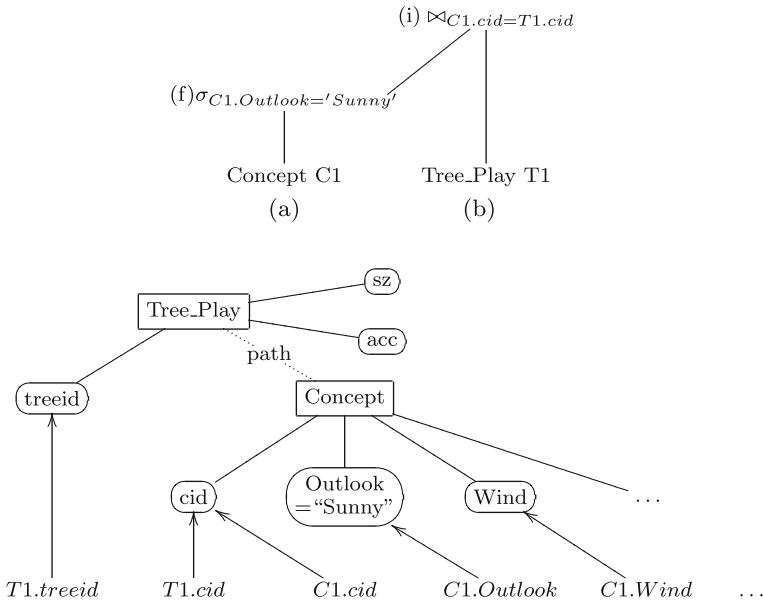 (i) ⋈C1.cid=T1.cid
(f)σC1.Outlook='Sunny'
Concept C1 Tree_Play T1
(a) (b)
sz
Tree_Play
acc
path
treeid
Concept
cid
Outlook
="Sunny"
Wind
...
T1.treeid T1.cid C1.cid C1.Outlook C1.Wind ...